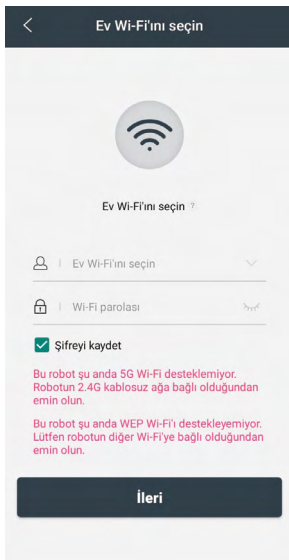 Ev Wi-Fi'ını seçin
Ev Wi-Fi'ını seçin ?
Ev Wi-Fi'ını seçin
Wi-Fi parolası
Şifreyi kaydet
Bu robot şu anda 5G Wi-Fi desteklemiyor.
Robotun 2.4G kablosuz ağa bağlı olduğundan
emin olun.
Bu robot şu anda WEP Wi-Fi'ı destekleyemiyor.
Lütfen robotun diğer Wi-Fi'ye bağlı olduğundan
emin olun.
İleri